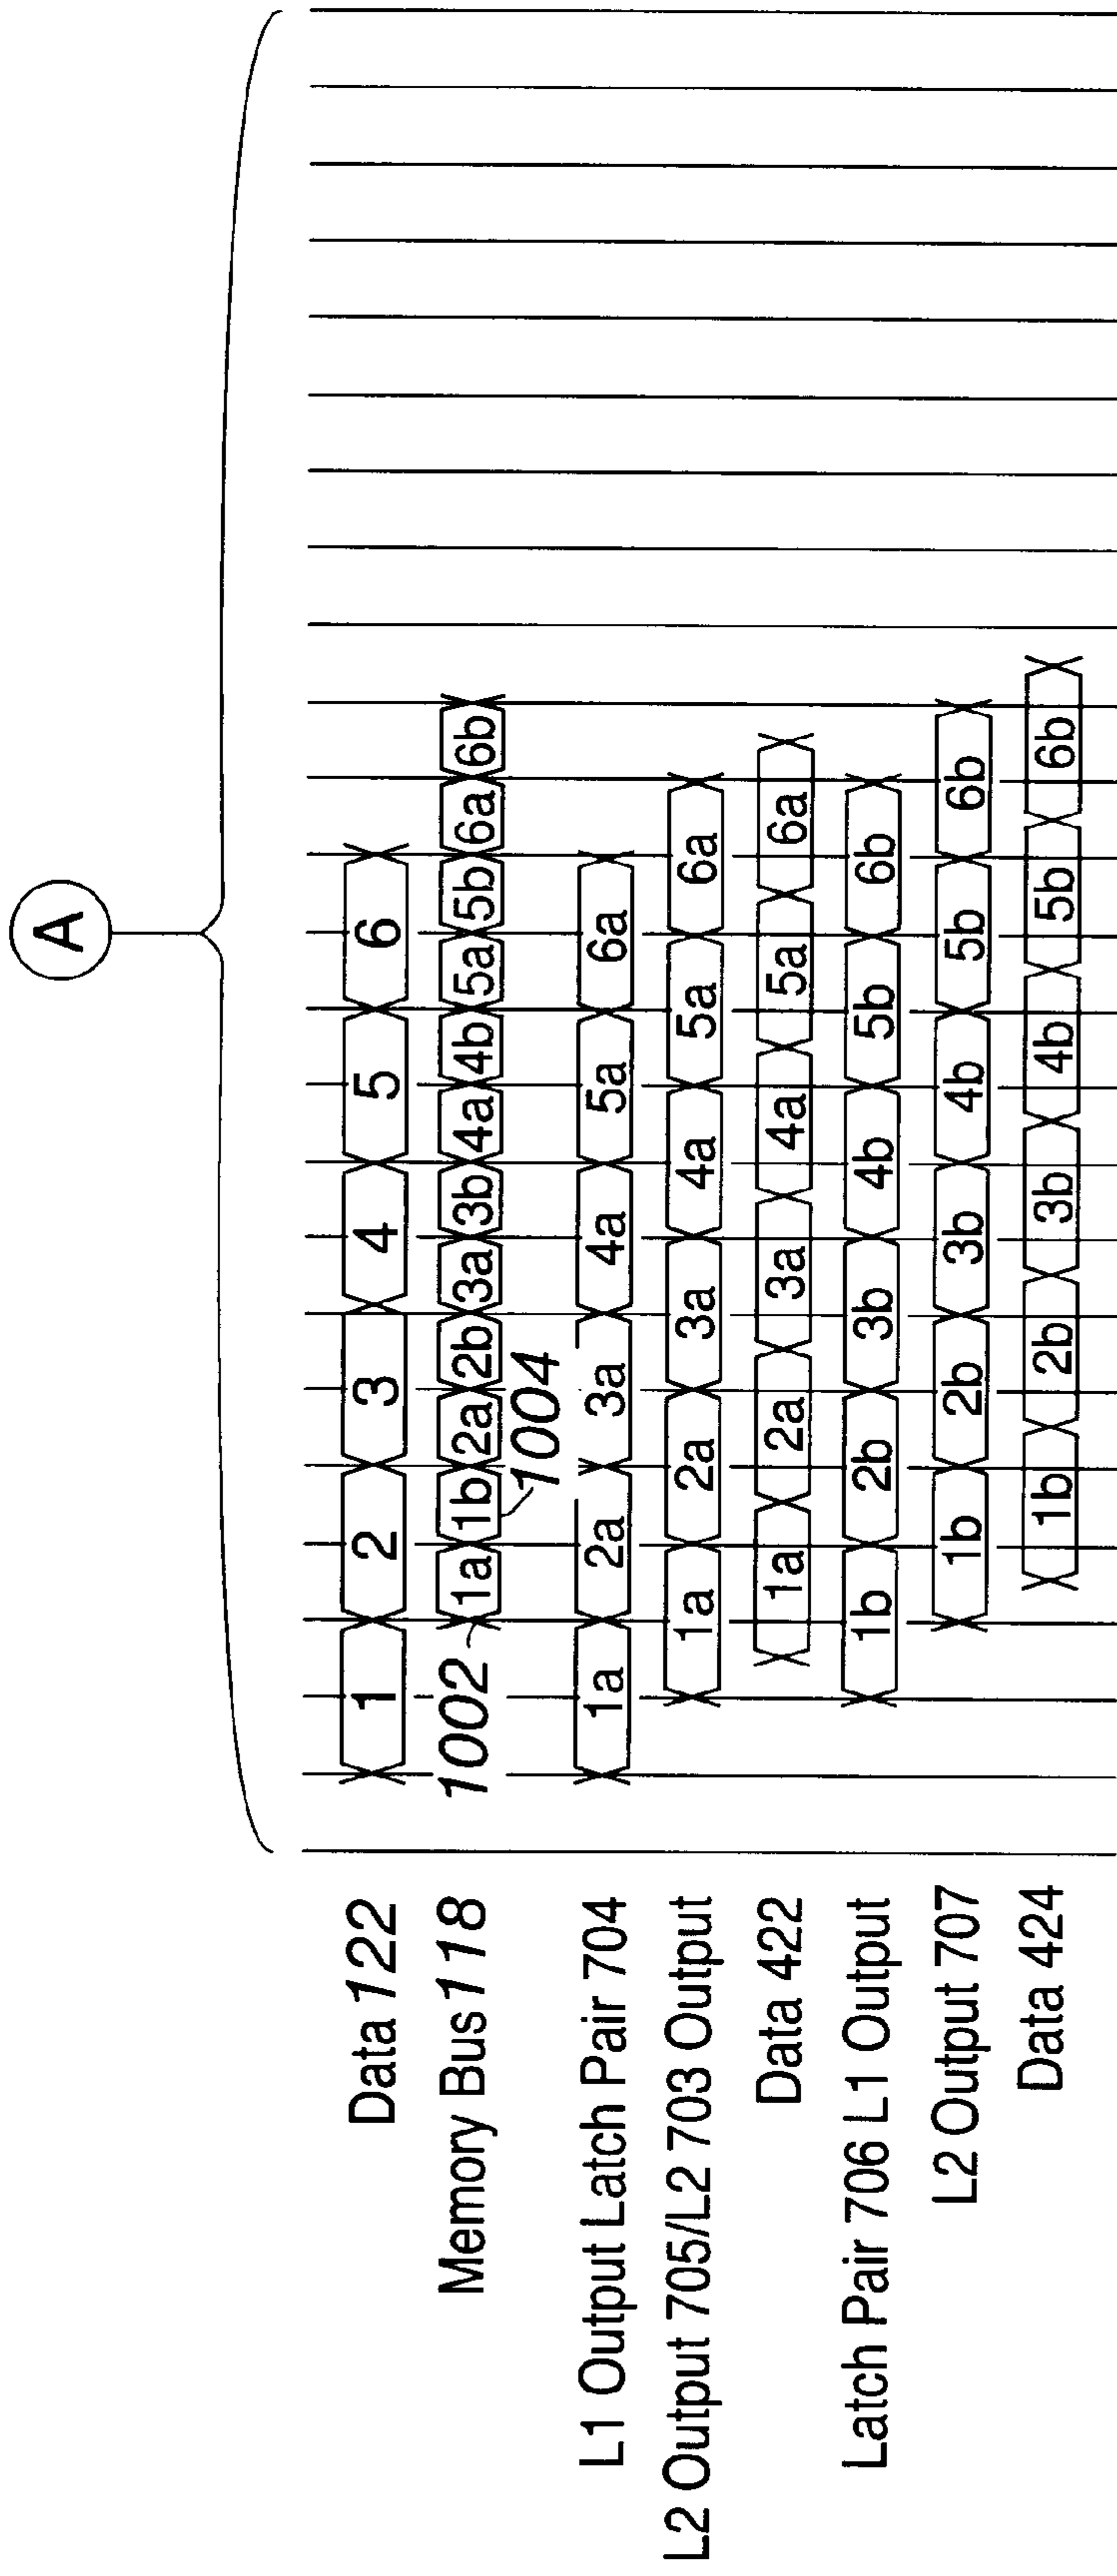 A
Data 122 1 2 3 4 5 6
Memory Bus 118 1a 1b 2a 2b 3a 3b 4a 4b 5a 5b 6a 6b
1002 1004
L1 Output Latch Pair 704 1a 2a 3a 4a 5a 6a
L2 Output 705/L2 703 Output 1a 2a 3a 4a 5a 6a
Data 422 1a 2a 3a 4a 5a 6a
Latch Pair 706 L1 Output 1b 2b 3b 4b 5b 6b
L2 Output 707 1b 2b 3b 4b 5b 6b
Data 424 1b 2b 3b 4b 5b 6b